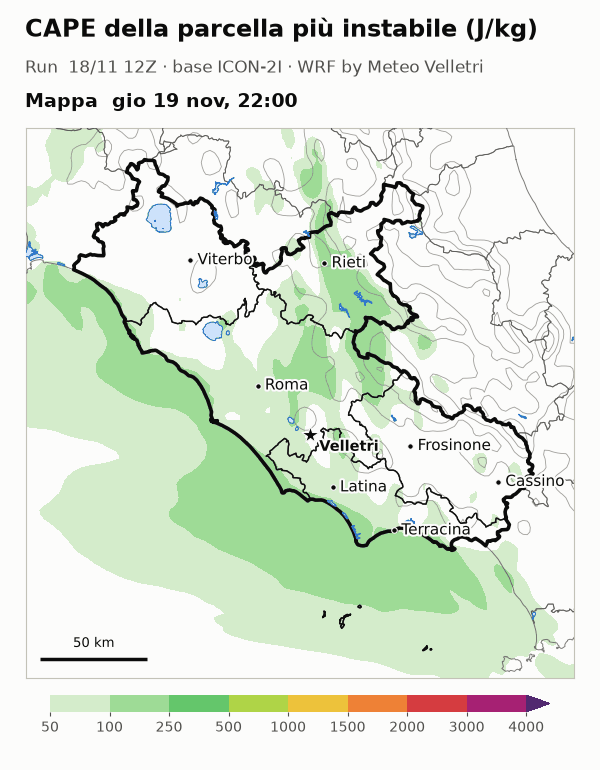 CAPE della parcella più instabile (J/kg)
Run  18/11 12Z · base ICON-2I · WRF by Meteo Velletri
Mappa  gio 19 nov, 22:00
Viterbo
Rieti
Roma
Velletri
Frosinone
Cassino
Latina
Terracina
50 km
50 100 250 500 1000 1500 2000 3000 4000